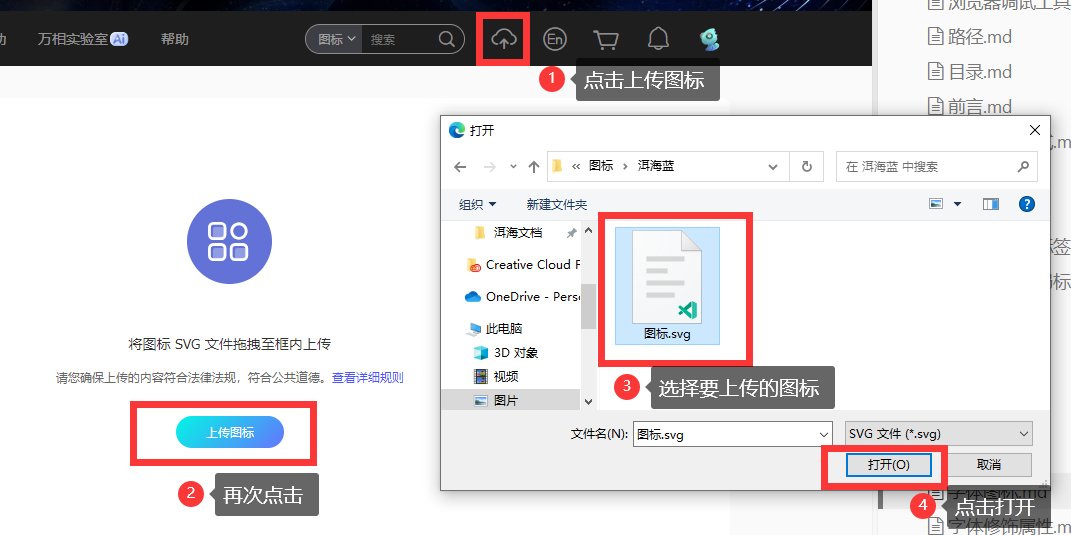 万相实验室 Ai
帮助
图标
搜索
En
1
点击上传图标
路径.md
目录.md
前言.md
打开
«
图标
洱海蓝
在 洱海蓝 中搜索
组织
新建文件夹
洱海文档
Creative Cloud F
OneDrive - Pers
此电脑
3D 对象
视频
图片
图标.svg
将图标 SVG 文件拖拽至框内上传
请您确保上传的内容符合法律法规，符合公共道德。查看详细规则
上传图标
2
再次点击
3
选择要上传的图标
文件名(N):
图标.svg
SVG 文件 (*.svg)
打开(O)
取消
4
点击打开
字体图标.md
字体修饰属性.m